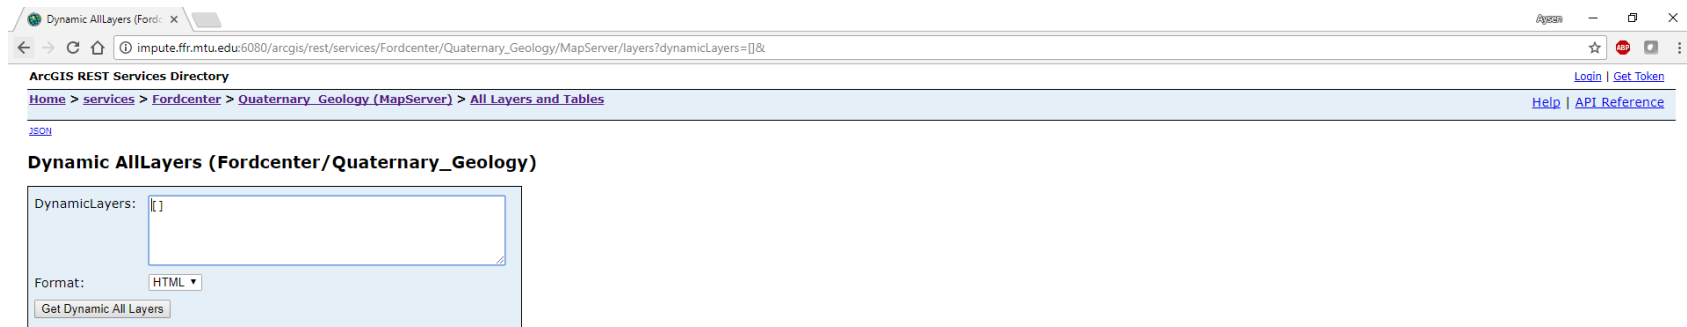 Dynamic AllLayers (Fordc
Aysen
impute.ffr.mtu.edu:6080/arcgis/rest/services/Fordcenter/Quaternary_Geology/MapServer/layers?dynamicLayers=[]&
ABP
ArcGIS REST Services Directory
Login | Get Token
Home > services > Fordcenter > Quaternary_Geology (MapServer) > All Layers and Tables
Help | API Reference
JSON
Dynamic AllLayers (Fordcenter/Quaternary_Geology)
DynamicLayers:
[]
Format:
HTML
Get Dynamic All Layers